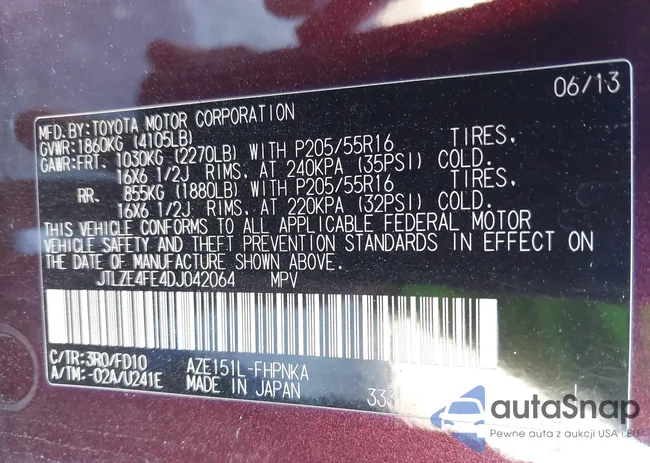 06/13
MFD.BY:TOYOTA MOTOR CORPORATION
GVWR:1860KG (4105LB)
GAWR:FRT. 1030KG (2270LB) WITH P205/55R16 TIRES.
16X6 1/2J RIMS, AT 240KPA (35PSI) COLD.
RR. 855KG (1880LB) WITH P205/55R16 TIRES.
16X6 1/2J RIMS, AT 220KPA (32PSI) COLD.
THIS VEHICLE CONFORMS TO ALL APPLICABLE FEDERAL MOTOR
VEHICLE SAFETY AND THEFT PREVENTION STANDARDS IN EFFECT ON
THE DATE OF MANUFACTURE SHOWN ABOVE.
JTLZE4FE4DJ042064 MPV
C/TR:3R0/FD10 AZE151L-FHPNKA
A/TM:-02A/U241E MADE IN JAPAN 333
autaSnap
Pewne auta z aukcji USA i EU